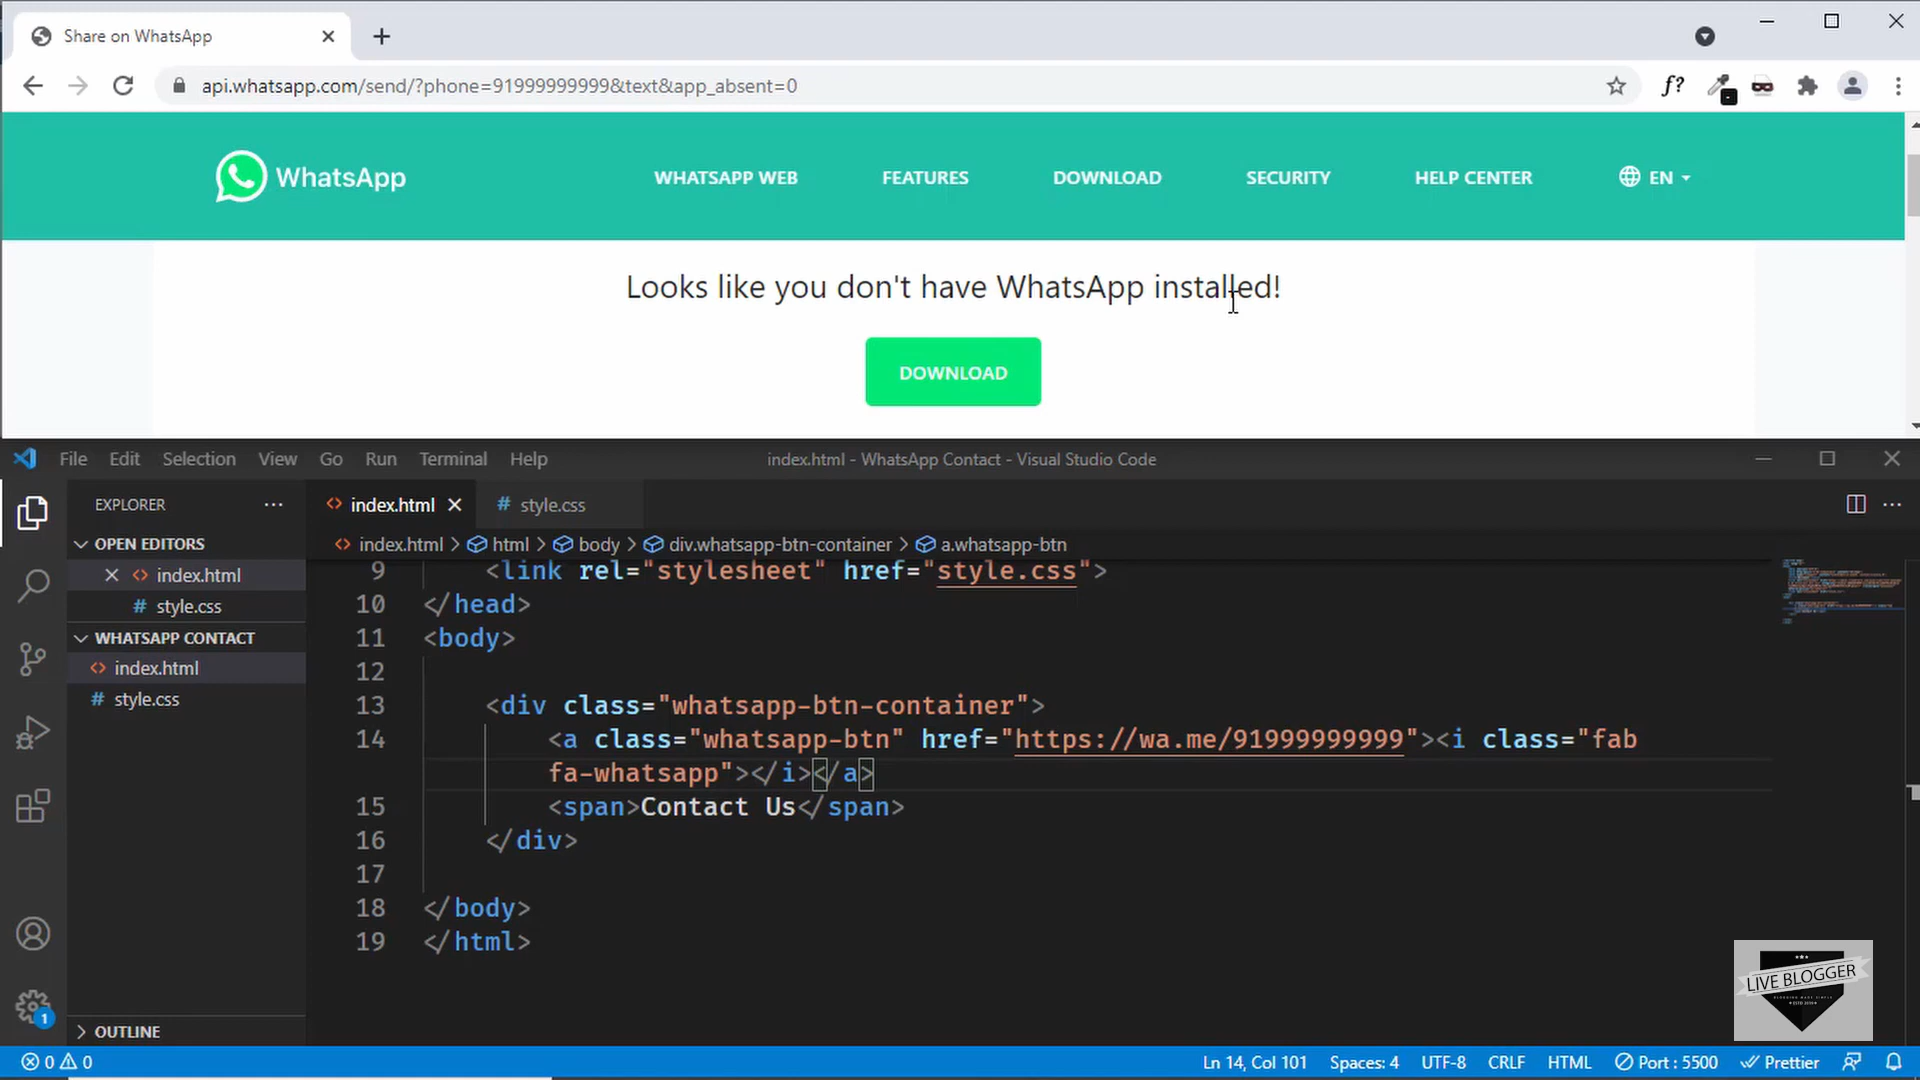 Share on WhatsApp
api.whatsapp.com/send/?phone=91999999999&text&app_absent=0
f?
WhatsApp
WHATSAPP WEB
FEATURES
DOWNLOAD
SECURITY
HELP CENTER
EN
Looks like you don't have WhatsApp installed!
DOWNLOAD
File Edit Selection View Go Run Terminal Help
index.html - WhatsApp Contact - Visual Studio Code
EXPLORER
index.html
# style.css
OPEN EDITORS
index.html
# style.css
WHATSAPP CONTACT
index.html
# style.css
OUTLINE
index.html > html > body > div.whatsapp-btn-container > a.whatsapp-btn
9 <link rel="stylesheet" href="style.css">
10 </head>
11 <body>
12
13 <div class="whatsapp-btn-container">
14 <a class="whatsapp-btn" href="https://wa.me/91999999999"><i class="fab
fa-whatsapp"></i></a>
15 <span>Contact Us</span>
16 </div>
17
18 </body>
19 </html>
LIVE BLOGGER
1
0 0
Ln 14, Col 101
Spaces: 4
UTF-8
CRLF
HTML
Port : 5500
Prettier